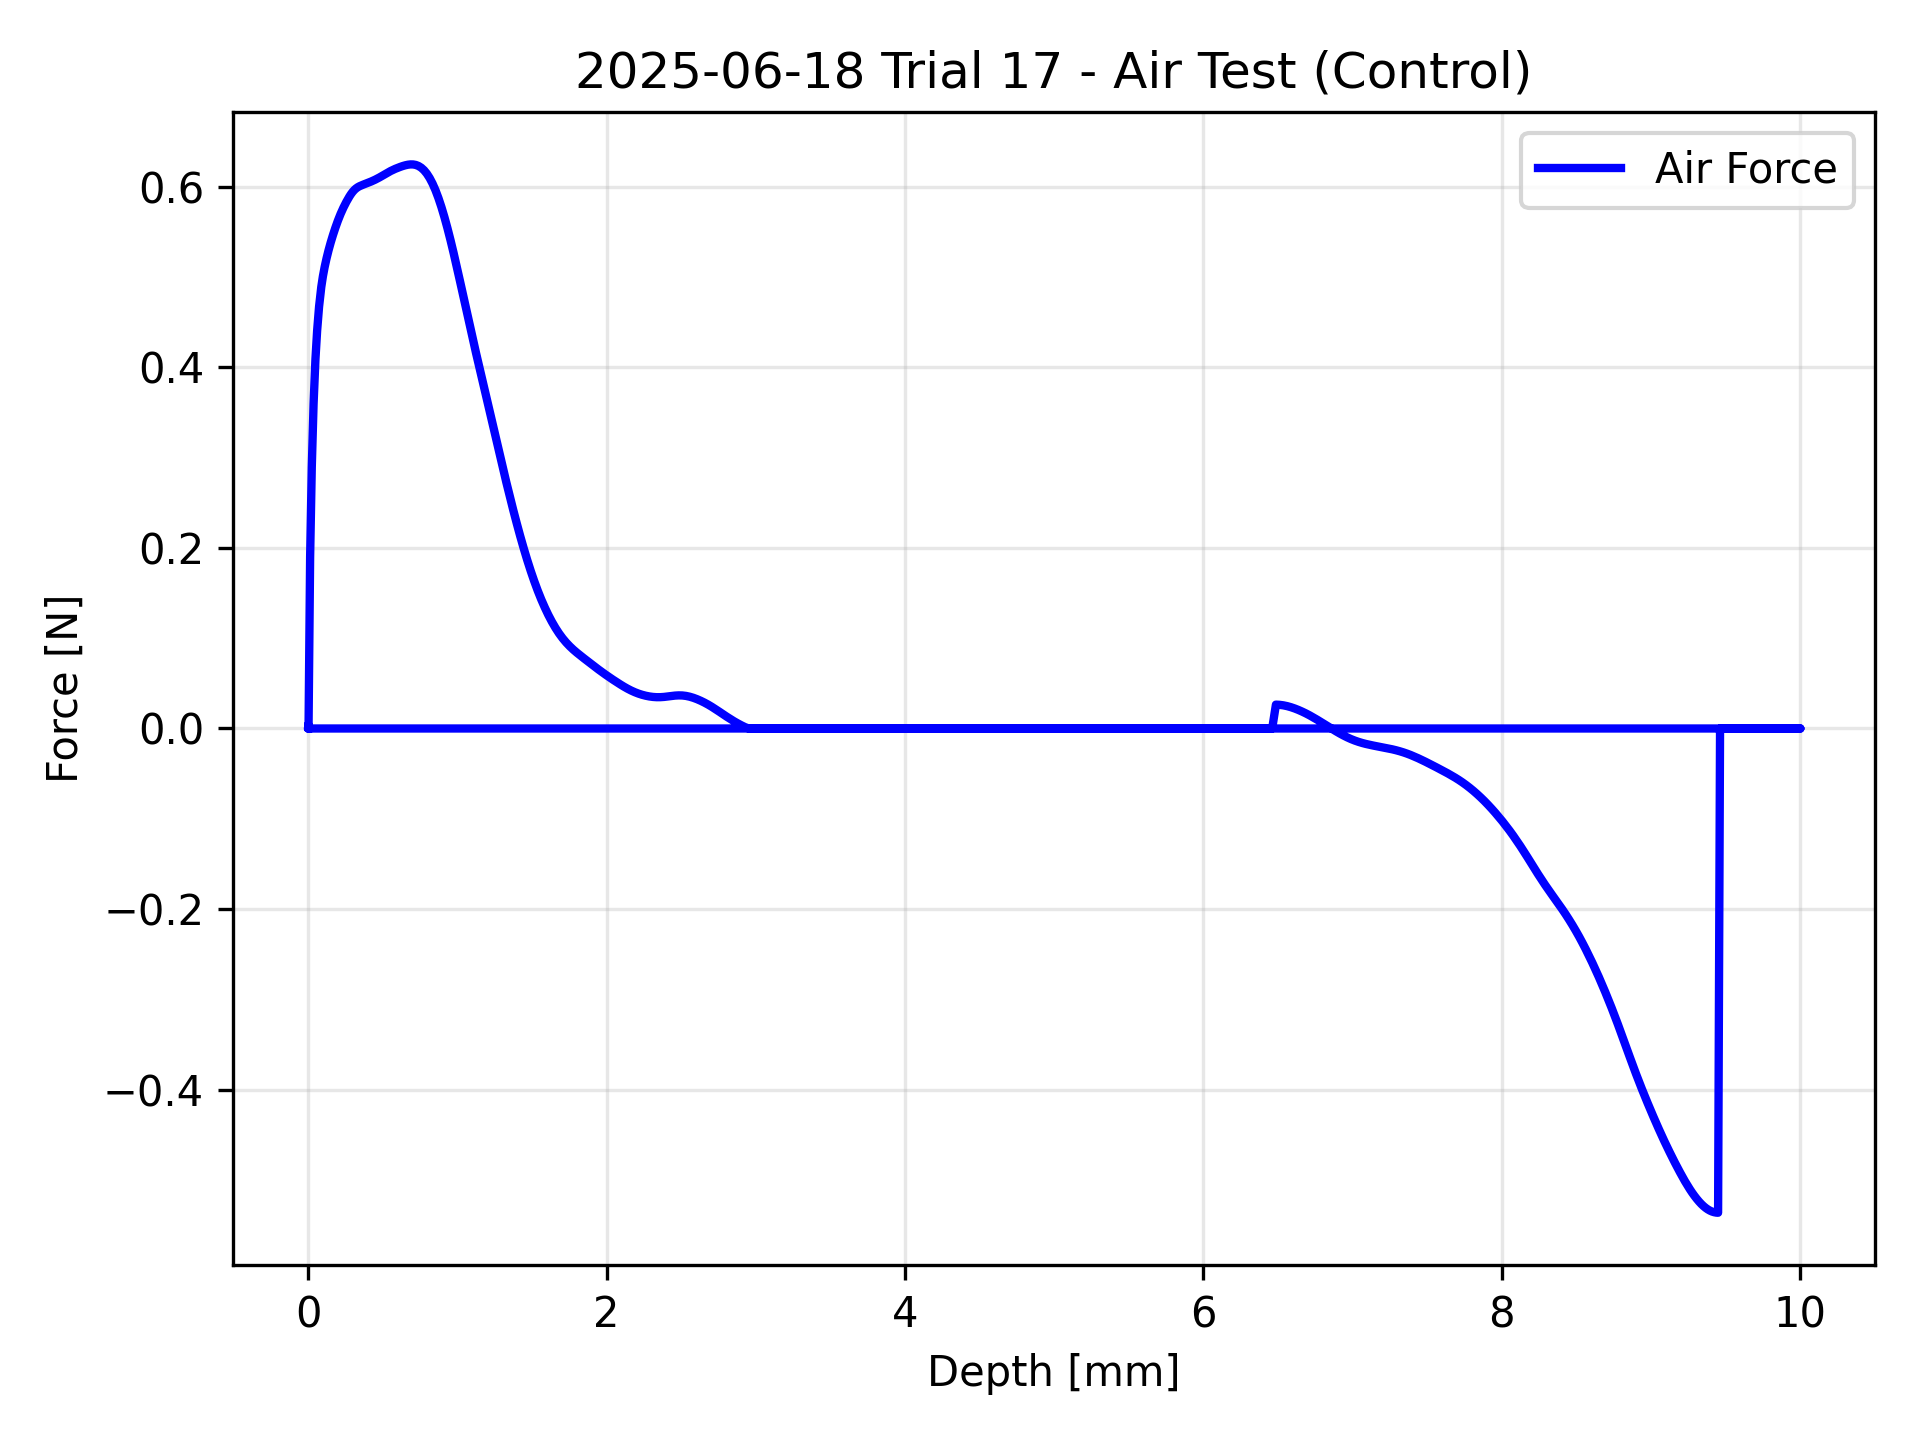 2025-06-18 Trial 17 - Air Test (Control)
Air Force
Force [N]
0.6
0.4
0.2
0.0
−0.2
−0.4
0 2 4 6 8 10
Depth [mm]